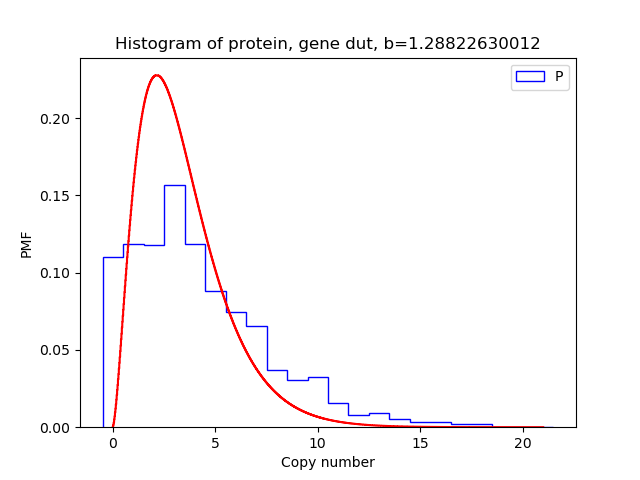 Histogram of protein, gene dut, b=1.28822630012
P
PMF
0.20
0.15
0.10
0.05
0.00
0
5
10
15
20
Copy number